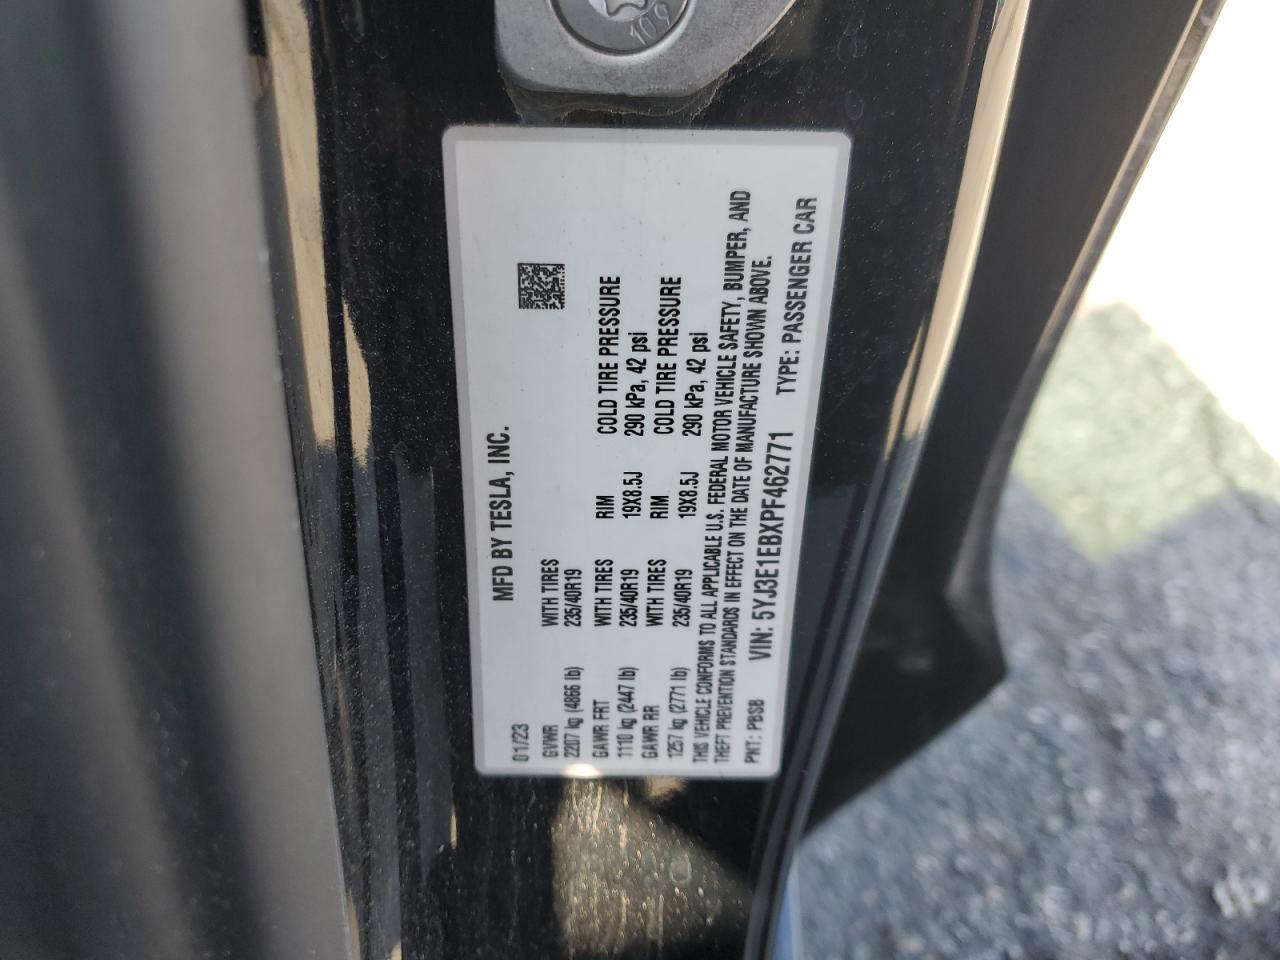 109
MFD BY TESLA, INC.
01/23
GVWR WITH TIRES
2207 kg (4866 lb) 235/40R19
GAWR FRT WITH TIRES RIM COLD TIRE PRESSURE
1110 kg (2447 lb) 235/40R19 19X8.5J 290 kPa, 42 psi
GAWR RR WITH TIRES RIM COLD TIRE PRESSURE
1257 kg (2771 lb) 235/40R19 19X8.5J 290 kPa, 42 psi
THIS VEHICLE CONFORMS TO ALL APPLICABLE U.S. FEDERAL MOTOR VEHICLE SAFETY, BUMPER, AND
THEFT PREVENTION STANDARDS IN EFFECT ON THE DATE OF MANUFACTURE SHOWN ABOVE.
PNT: PBSB VIN: 5YJ3E1EBXPF462771 TYPE: PASSENGER CAR